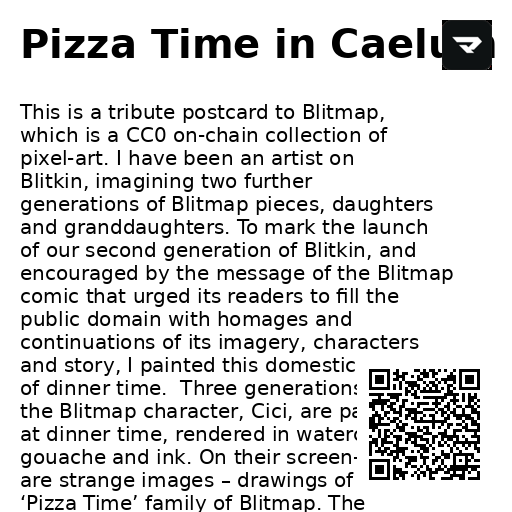 Pizza Time in
This is a tribute postcard to Blitmap,
which is a CC0 on-chain collection of
pixel-art. I have been an artist on
Blitkin, imagining two further
generations of Blitmap pieces, daughters
and granddaughters. To mark the launch
of our second generation of Blitkin, and
encouraged by the message of the Blitmap
comic that urged its readers to fill the
public domain with homages and
continuations of its imagery, characters
and story, I painted this domestic
of dinner time.  Three generations
the Blitmap character, Cici, are
at dinner time, rendered in
gouache and ink. On their screen-
are strange images – drawings of
‘Pizza Time’ family of Blitmap. The